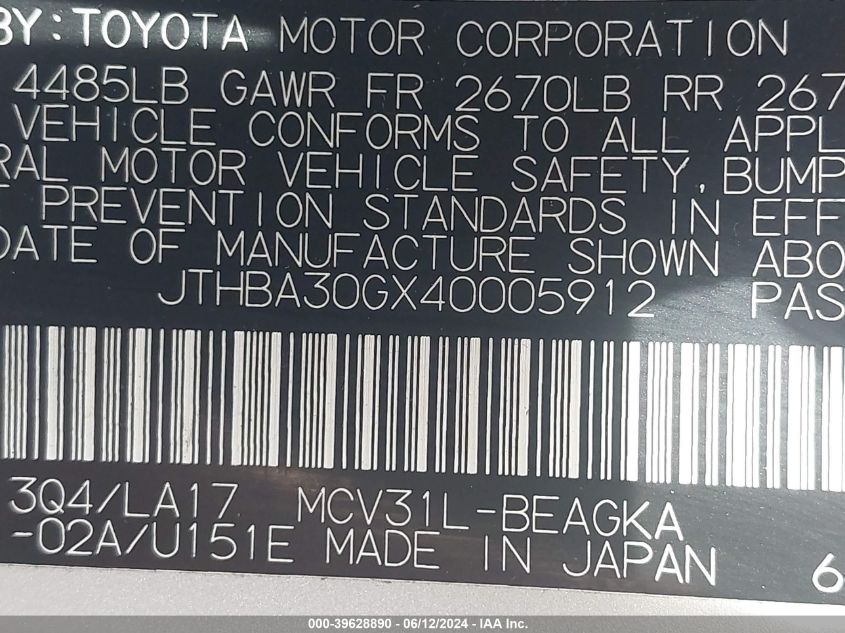 BY: TOYOTA MOTOR CORPORATION
4485LB GAWR FR 2670LB RR 267
VEHICLE CONFORMS TO ALL APPL
RAL MOTOR VEHICLE SAFETY, BUMP
PREVENTION STANDARDS IN EFF
DATE OF MANUFACTURE SHOWN ABO
JTHBA30GX40005912 PAS
3Q4/LA17 MCV31L-BEAGKA
-02A/U151E MADE IN JAPAN 6
000-39628890 - 06/12/2024 - IAA Inc.